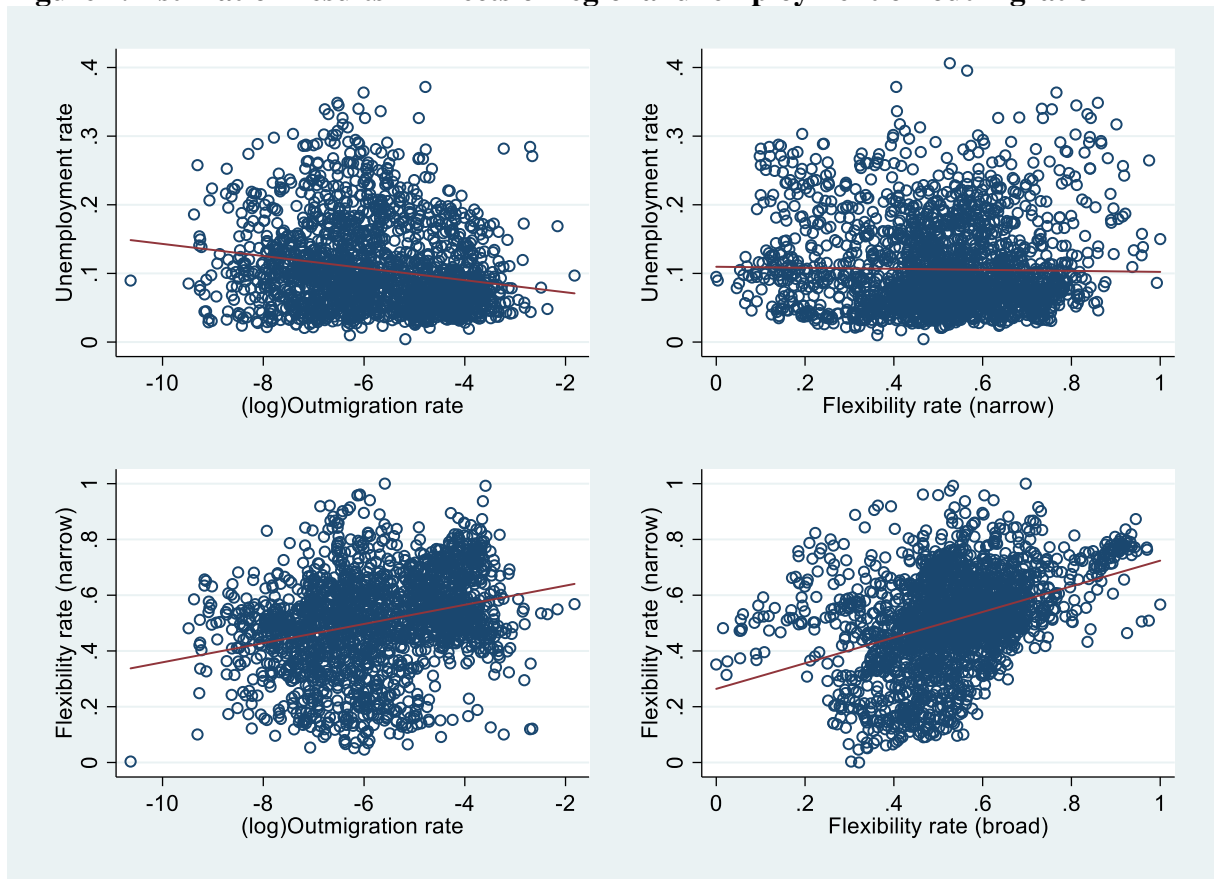 .4
.3
.2
.1
0
Unemployment rate
-10 -8 -6 -4 -2
(log)Outmigration rate
.4
.3
.2
.1
0
Unemployment rate
0 .2 .4 .6 .8 1
Flexibility rate (narrow)
1
.8
.6
.4
.2
0
Flexibility rate (narrow)
-10 -8 -6 -4 -2
(log)Outmigration rate
1
.8
.6
.4
.2
0
Flexibility rate (narrow)
0 .2 .4 .6 .8 1
Flexibility rate (broad)